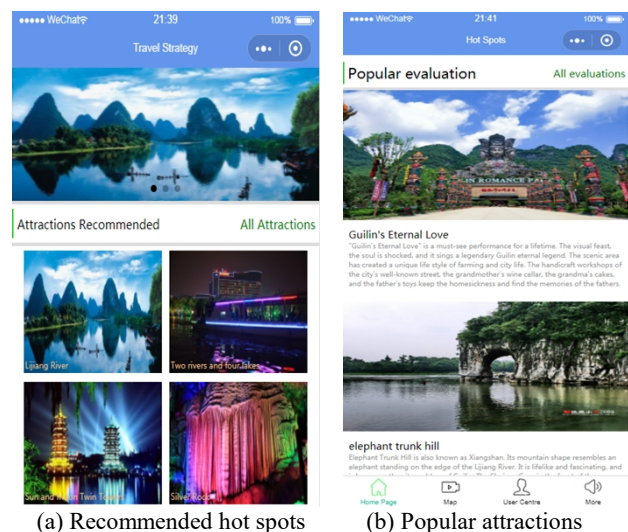 WeChat
21:39
100%
Travel Strategy
Attractions Recommended
All Attractions
Lijiang River
Two rivers and four lakes
Sun and Moon Twin Towers
Silver Rock
(a) Recommended hot spots
WeChat
21:41
100%
Hot Spots
Popular evaluation
All evaluations
IN ROMANCE PA
Guilin's Eternal Love
"Guilin's Eternal Love" is a must-see performance for a lifetime. The visual feast,
the soul is shocked, and it sings a legendary Guilin eternal legend. The scenic area
has created a unique life style of farming and city life. The handicraft workshops of
the city's well-known street, the grandmother's wine cellar, the grandma's cakes,
and the father's toys keep the homesickness and find the memories of the fathers.
elephant trunk hill
Elephant Trunk Hill is also known as Xiangshan. Its mountain shape resembles an
elephant standing on the edge of the Lijiang River. It is lifelike and fascinating, and
Home Page
Map
User Centre
More
(b) Popular attractions